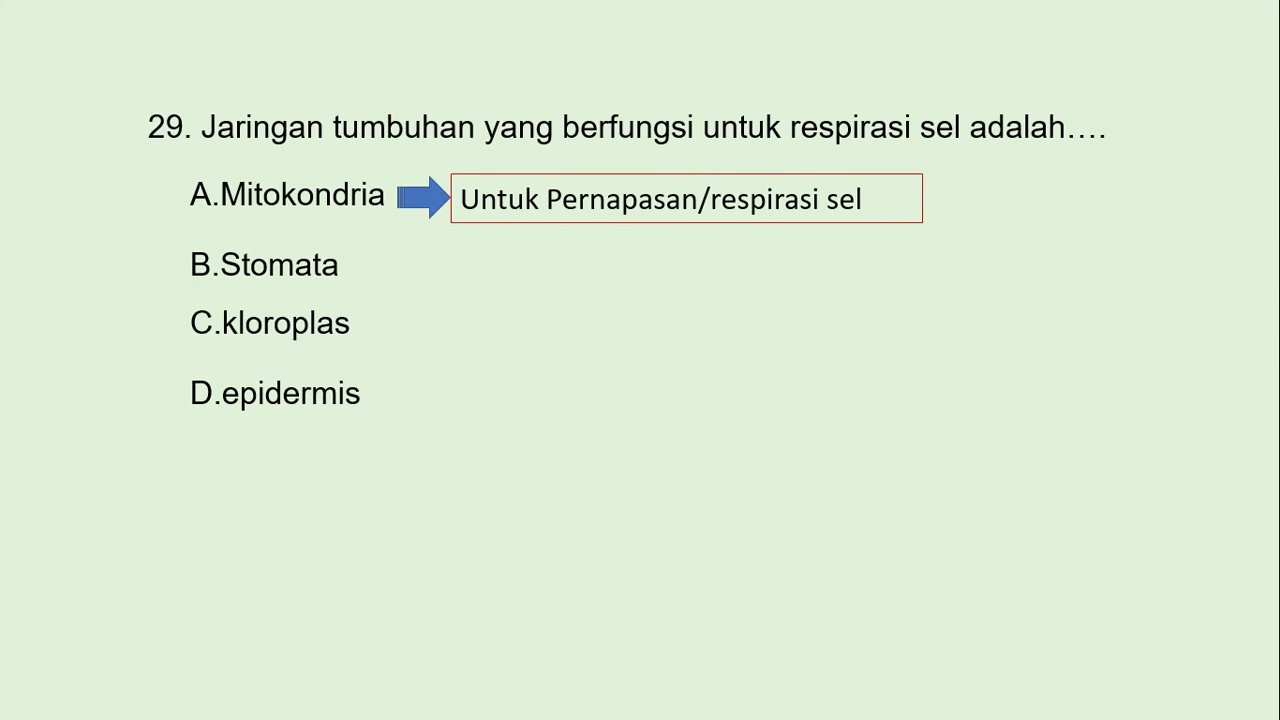 29. Jaringan tumbuhan yang berfungsi untuk respirasi sel adalah….
A.Mitokondria
Untuk Pernapasan/respirasi sel
B.Stomata
C.kloroplas
D.epidermis